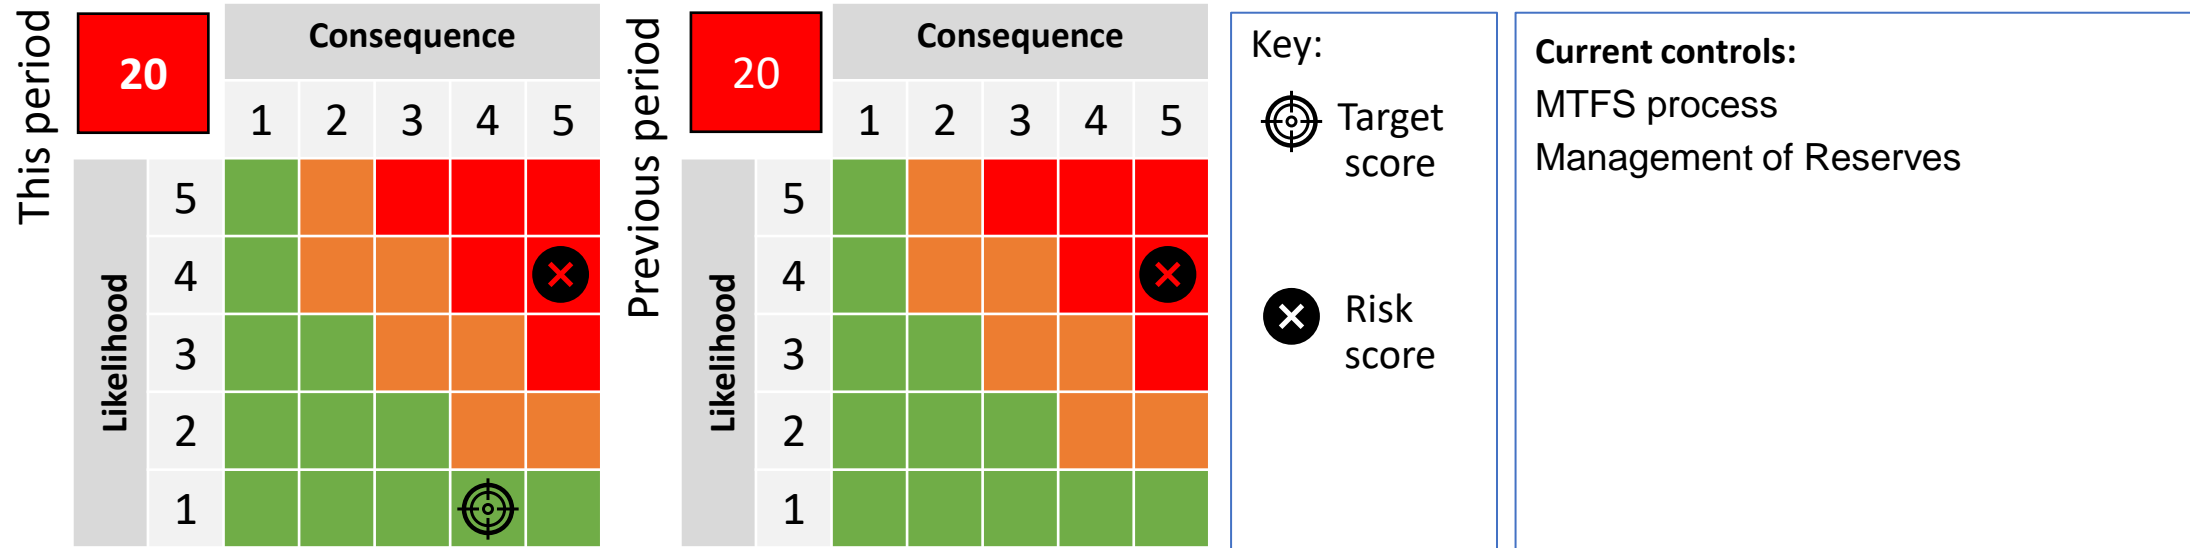 This period
20
Consequence
1 2 3 4 5
Likelihood
5
4
3
2
1
Previous period
20
Consequence
1 2 3 4 5
Likelihood
5
4
3
2
1
Key:
Target
score
Risk
score
Current controls:
MTFS process
Management of Reserves